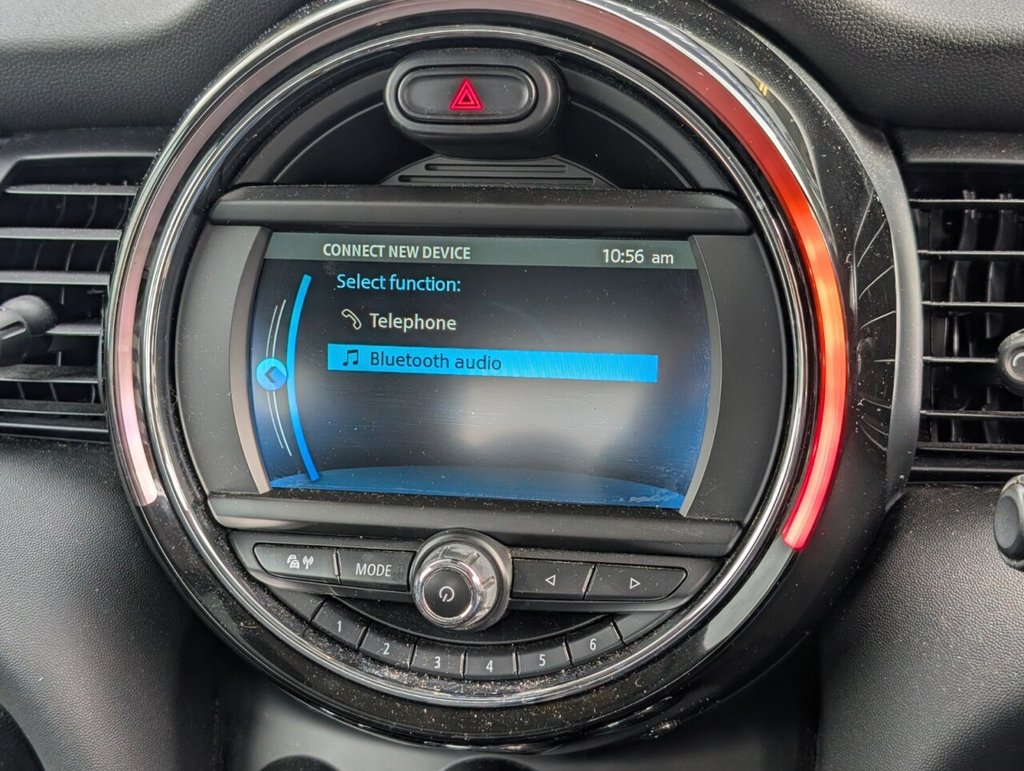 CONNECT NEW DEVICE 10:56 am
Select function:
Telephone
Bluetooth audio
MODE
1 2 3 4 5 6